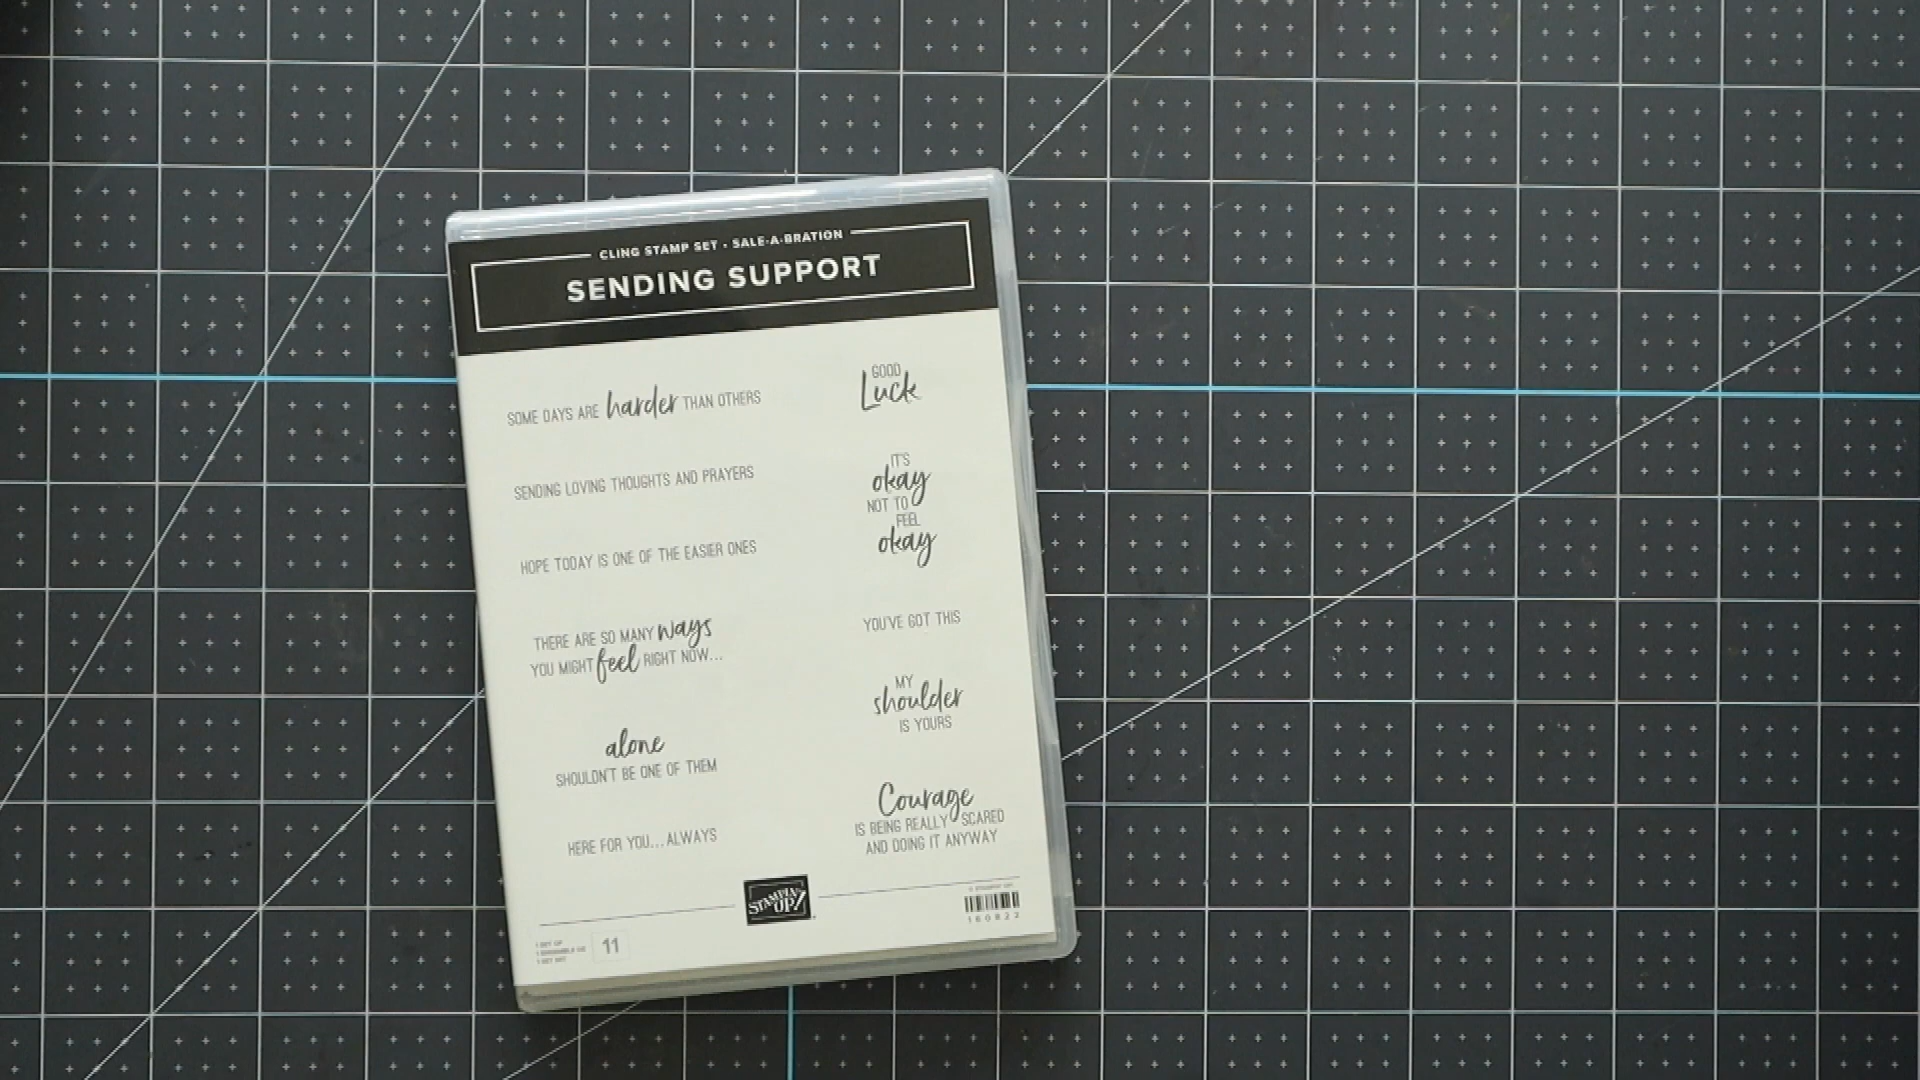 CLING STAMP SET • SALE-A-BRATION
SENDING SUPPORT
SOME DAYS ARE harder THAN OTHERS
SENDING LOVING THOUGHTS AND PRAYERS
HOPE TODAY IS ONE OF THE EASIER ONES
THERE ARE SO MANY ways
YOU MIGHT feel RIGHT NOW...
alone
SHOULDN'T BE ONE OF THEM
HERE FOR YOU...ALWAYS
GOOD
Luck
IT'S
okay
NOT TO
FEEL
okay
YOU'VE GOT THIS
MY
shoulder
IS YOURS
Courage
IS BEING REALLY SCARED
AND DOING IT ANYWAY
STAMPIN'
UP!
160822
11